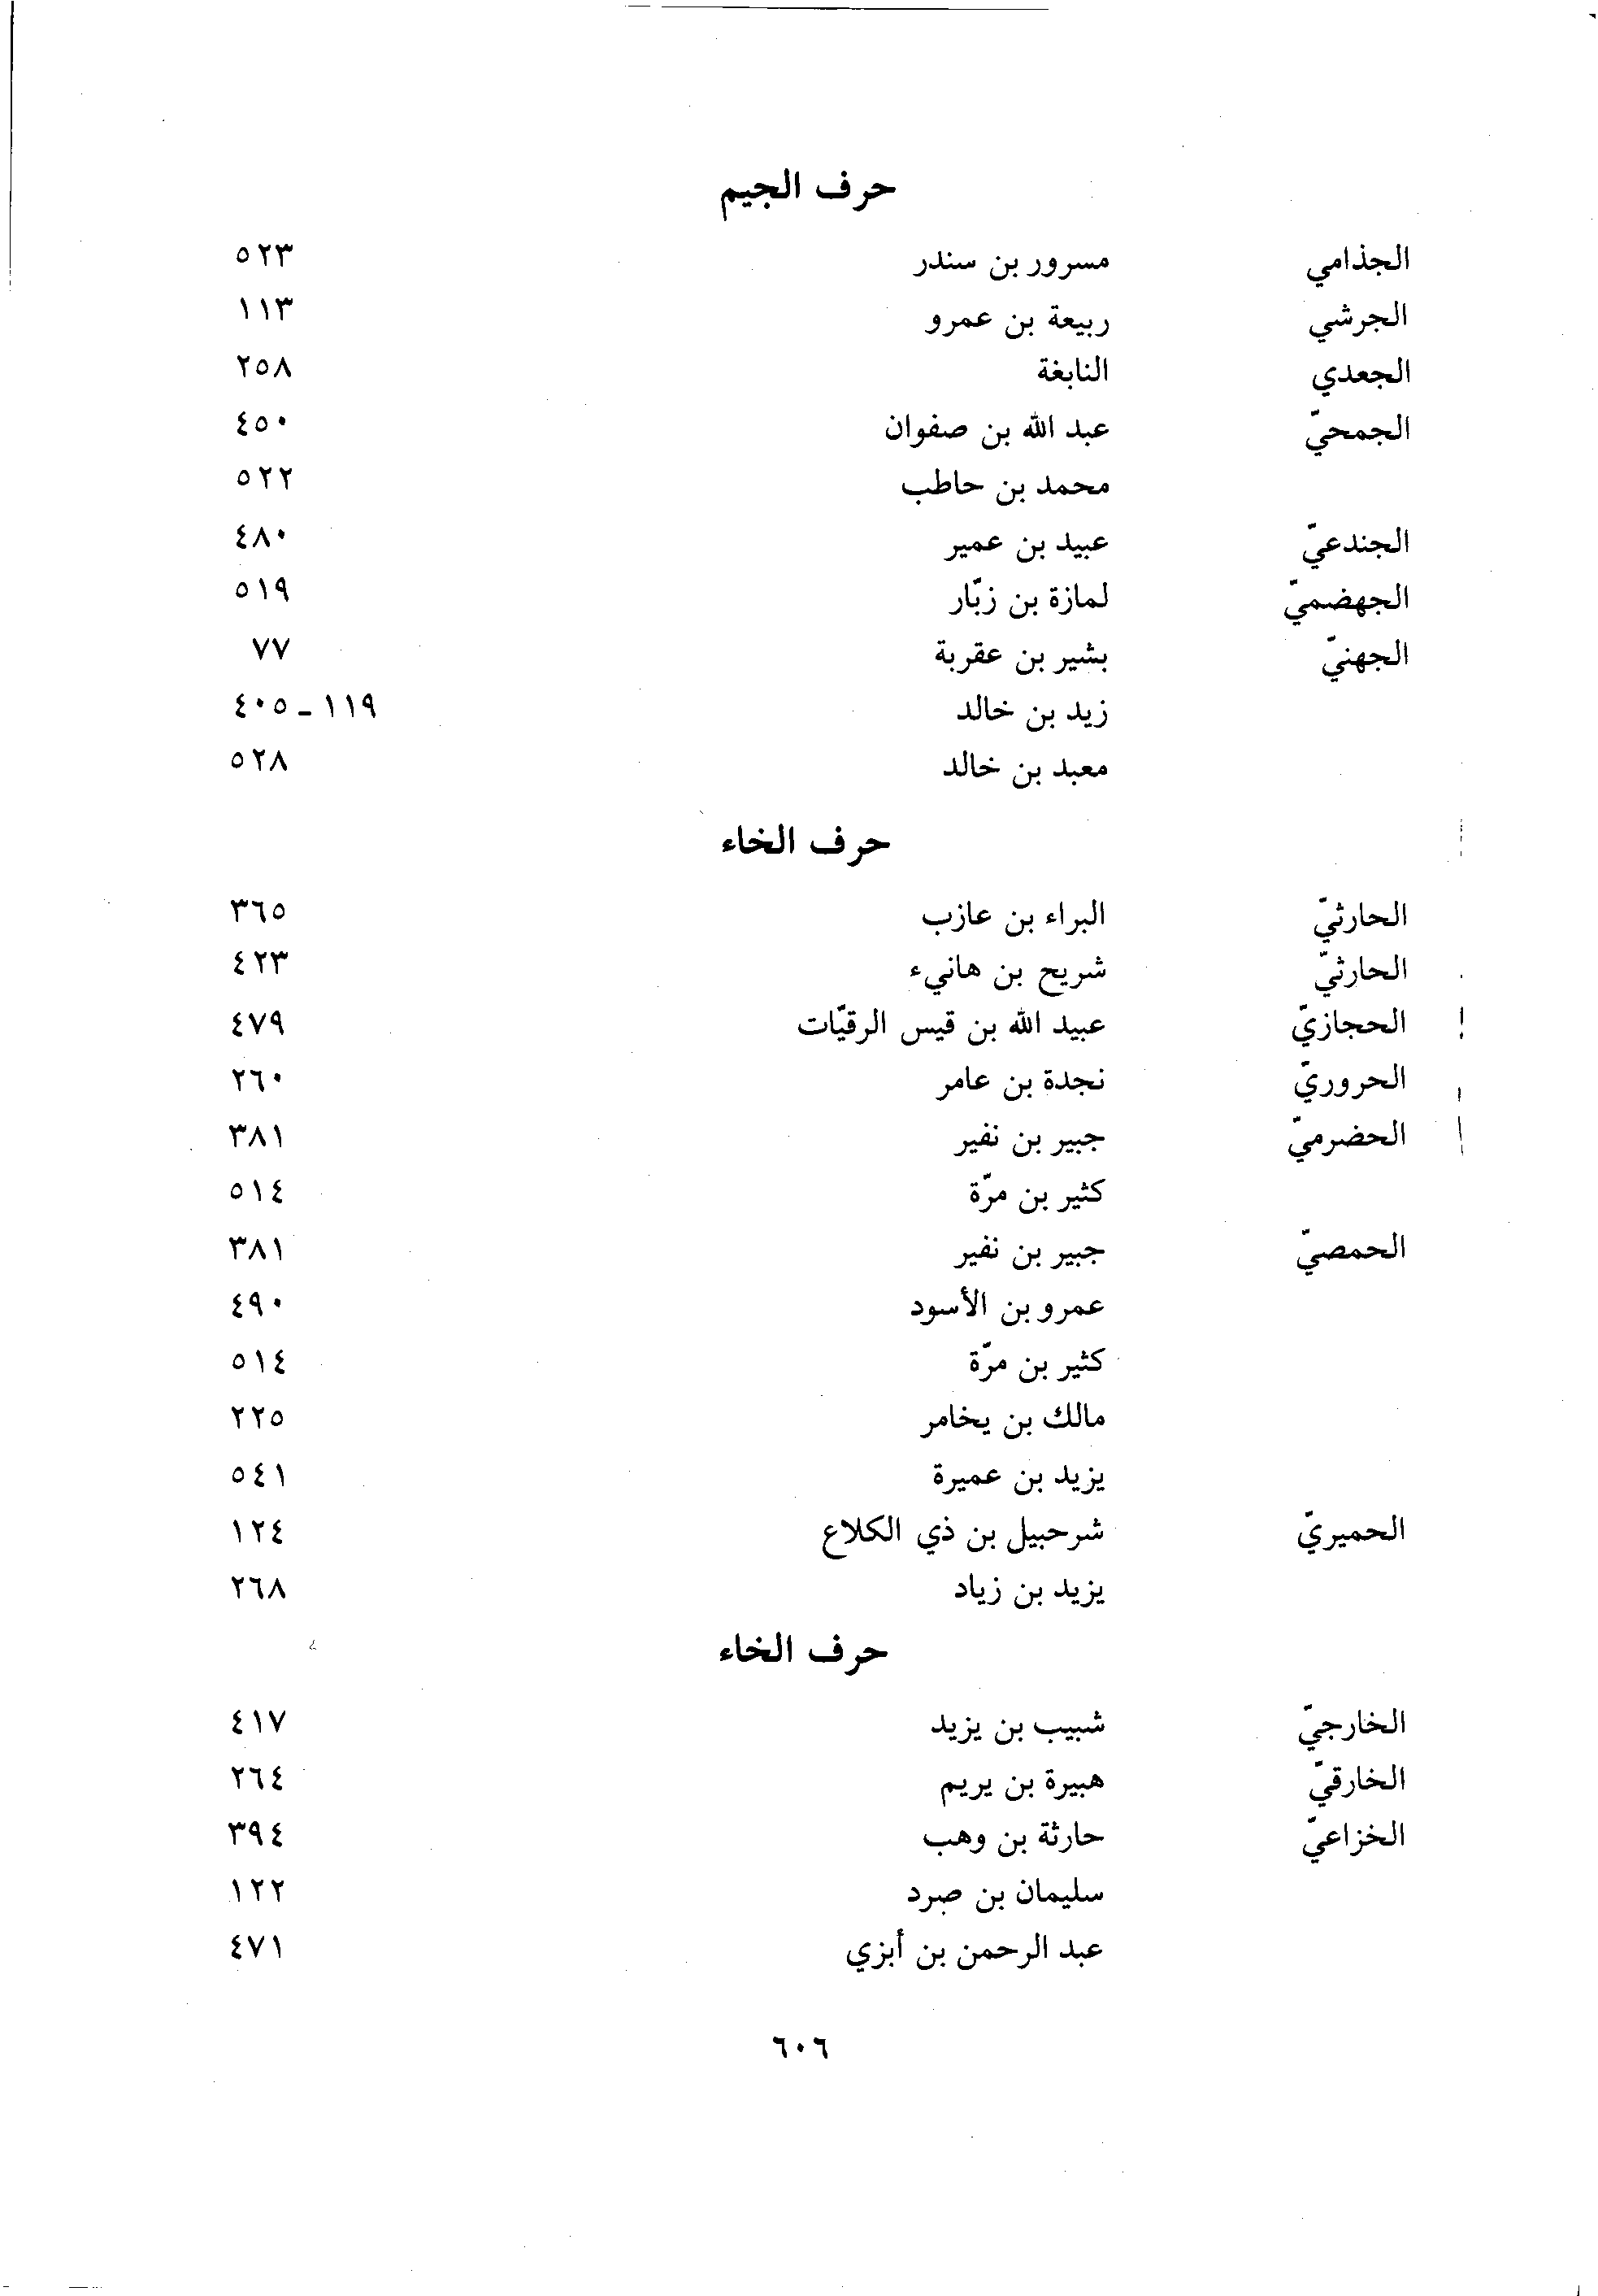 حرف الجيم
الجذامي مسرور بن سندر ٥٢٣
الجرشي ربيعة بن عمرو ١١٣
الجعدي النابغة ٢٥٨
الجمحيّ عبد الله بن صفوان ٤٥٠
محمد بن حاطب ٥٢٢
الجندعيّ عبيد بن عمير ٤٨٠
الجهضميّ لمازة بن زبّار ٥١٩
الجهنيّ بشير بن عقربة ٧٧
زيد بن خالد ١١٩ - ٤٠٥
معبد بن خالد ٥٢٨
حرف الخاء
الحارثيّ البراء بن عازب ٣٦٥
الحارثيّ شريح بن هانيء ٤٢٣
الحجازيّ عبيد الله بن قيس الرقيّات ٤٧٩
الحروريّ نجدة بن عامر ٢٦٠
الحضرميّ جبير بن نفير ٣٨١
كثير بن مرّة ٥١٤
الحمصيّ جبير بن نفير ٣٨١
عمرو بن الأسود ٤٩٠
كثير بن مرّة ٥١٤
مالك بن يخامر ٢٢٥
يزيد بن عميرة ٥٤١
الحميريّ شرحبيل بن ذي الكلاع ١٢٤
يزيد بن زياد ٢٦٨
حرف الخاء
الخارجيّ شبيب بن يزيد ٤١٧
الخارقيّ هبيرة بن يريم ٢٦٤
الخزاعيّ حارثة بن وهب ٣٩٤
سليمان بن صرد ١٢٢
عبد الرحمن بن أبزي ٤٧١
٦٠٦